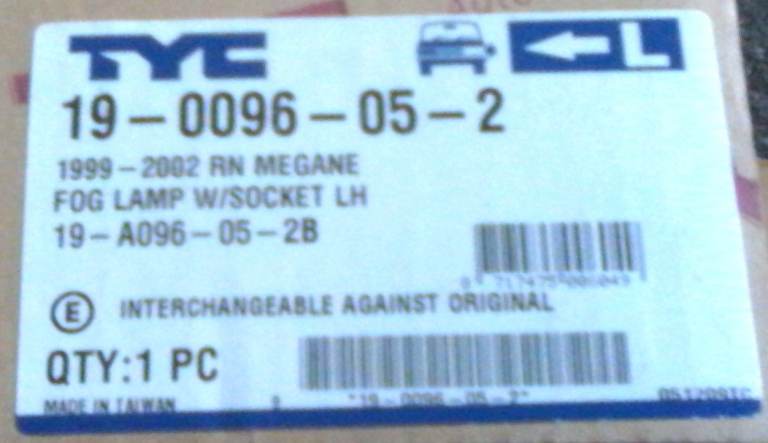 TYC
L
19-0096-05-2
1999-2002 RN MEGANE
FOG LAMP W/SOCKET LH
19-A096-05-2B
E INTERCHANGEABLE AGAINST ORIGINAL
QTY:1 PC
MADE IN TAIWAN
"19-0096-05-2"